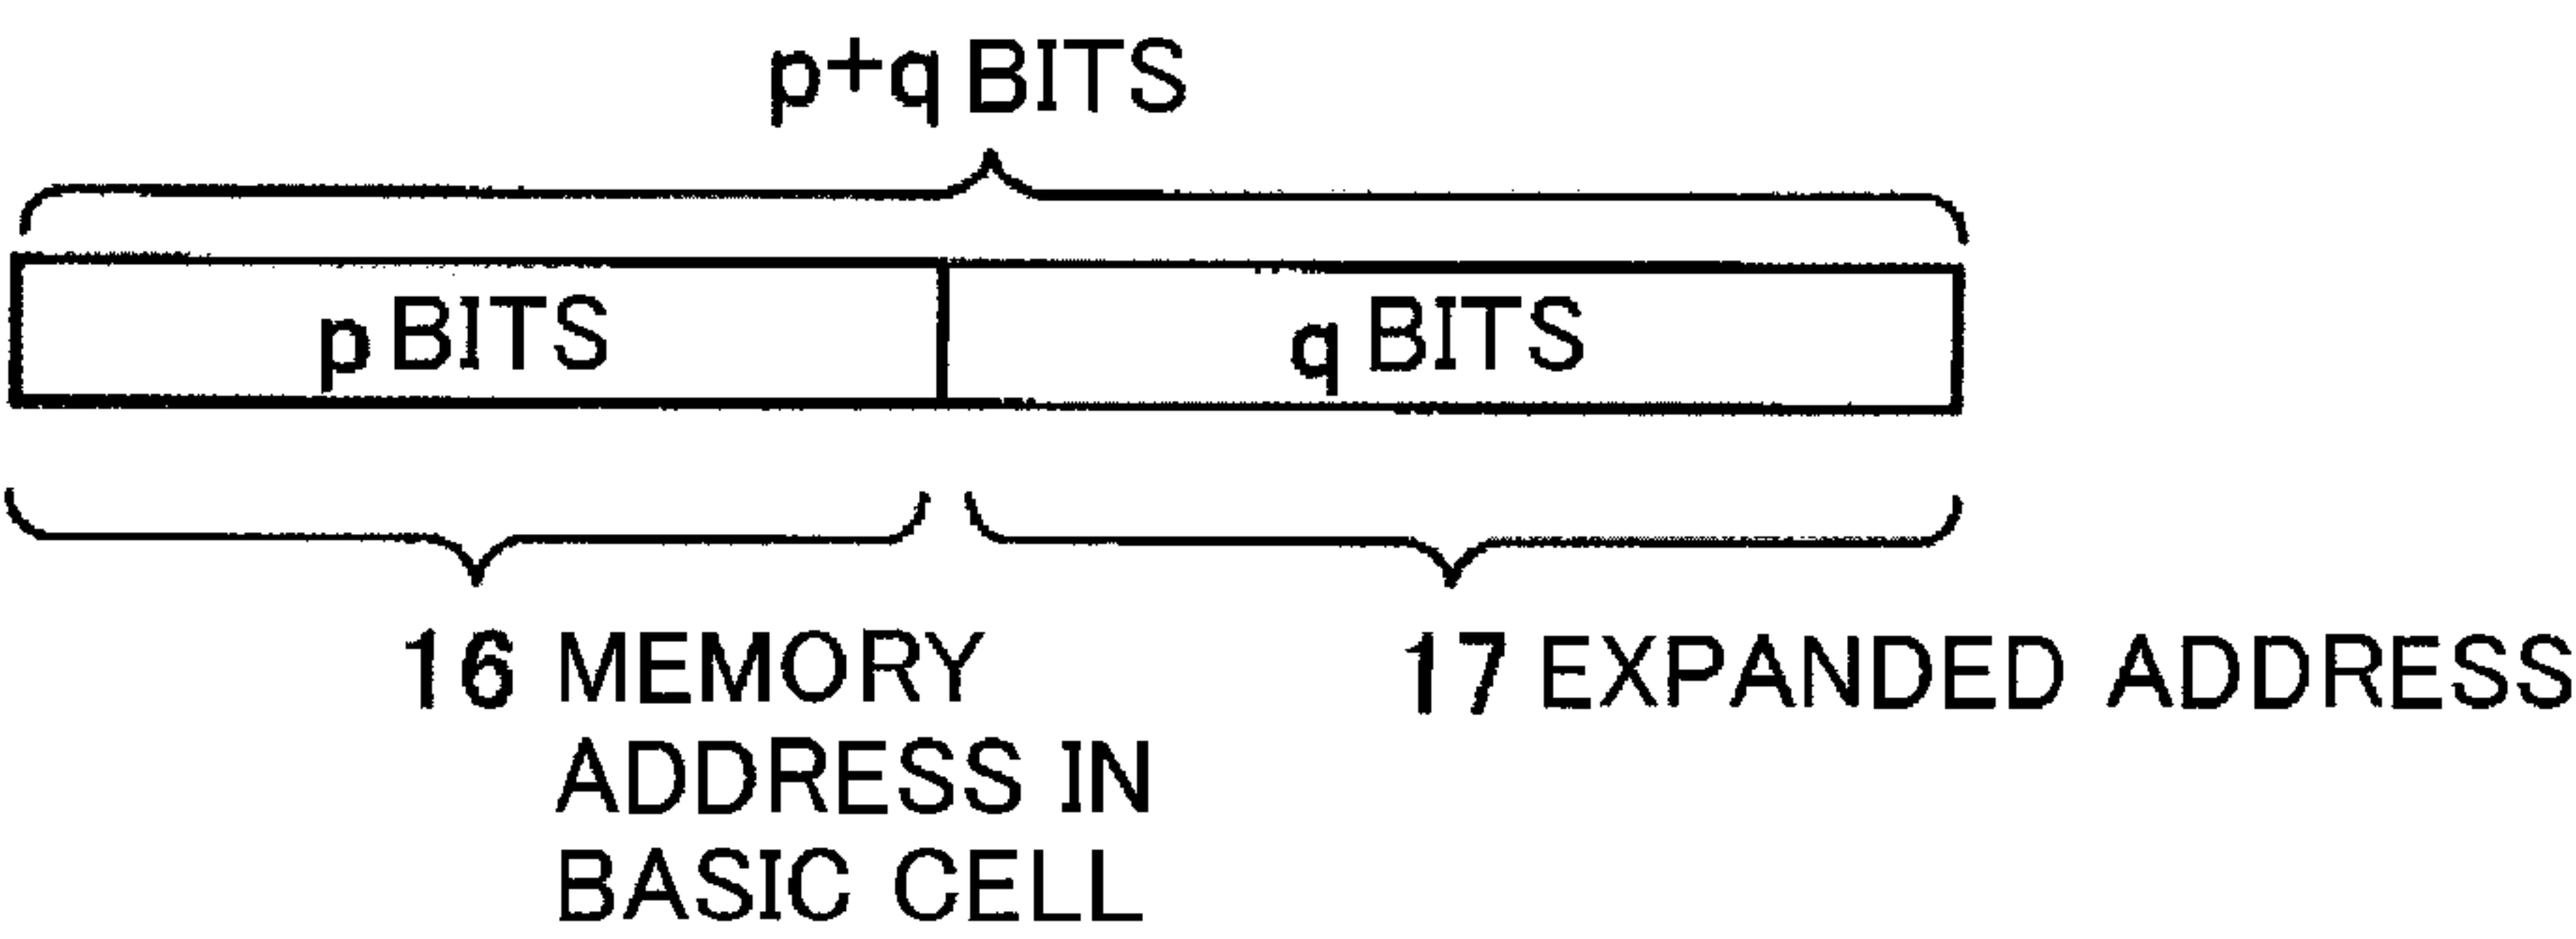 p+q BITS
p BITS
q BITS
16 MEMORY
ADDRESS IN
BASIC CELL
17 EXPANDED ADDRESS